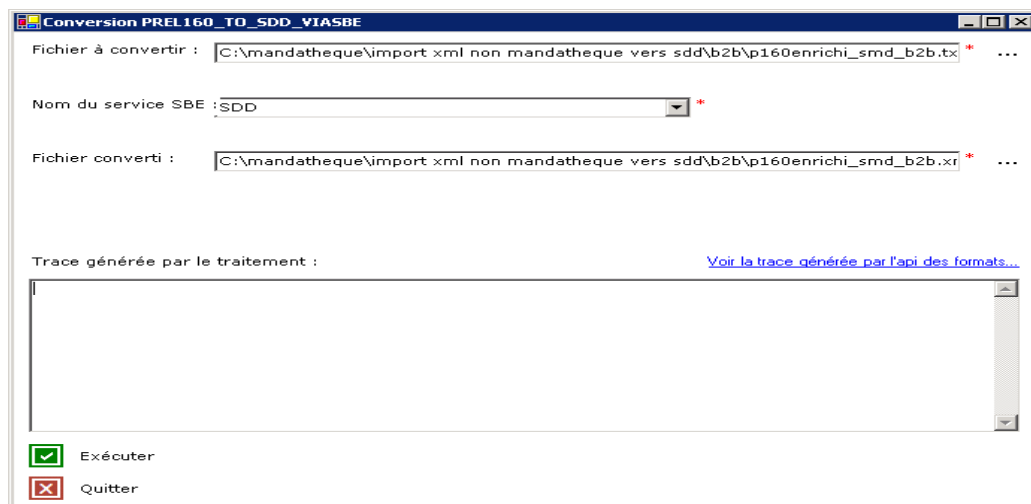 Conversion PREL160_TO_SDD_VIASBE
Fichier à convertir : C:\mandatheque\import xml non mandatheque vers sdd\b2b\p160enrichi_smd_b2b.tx * ...
Nom du service SBE : SDD *
Fichier converti : C:\mandatheque\import xml non mandatheque vers sdd\b2b\p160enrichi_smd_b2b.xr * ...
Trace générée par le traitement : Voir la trace générée par l'api des formats...
Exécuter
Quitter